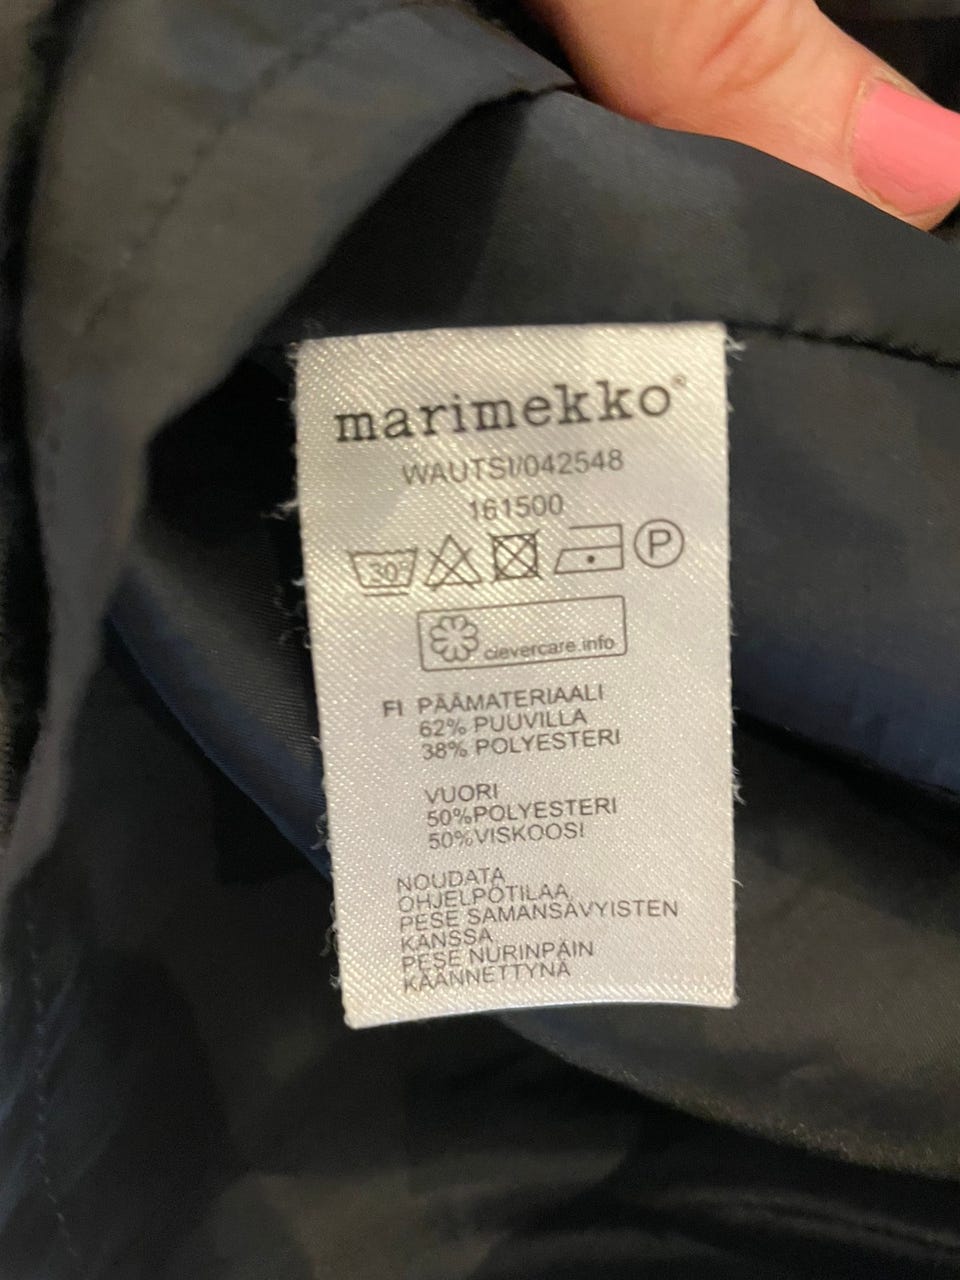 marimekko®
WAUTSI/042548
161500
30° P
clevercare.info
FI PÄÄMATERIAALI
62% PUUVILLA
38% POLYESTERI
VUORI
50%POLYESTERI
50%VISKOOSI
NOUDATA
OHJELPÖTILAA
PESE SAMANSÄVYISTEN
KANSSA
PESE NURINPÄIN
KÄÄNNETTYNÄ